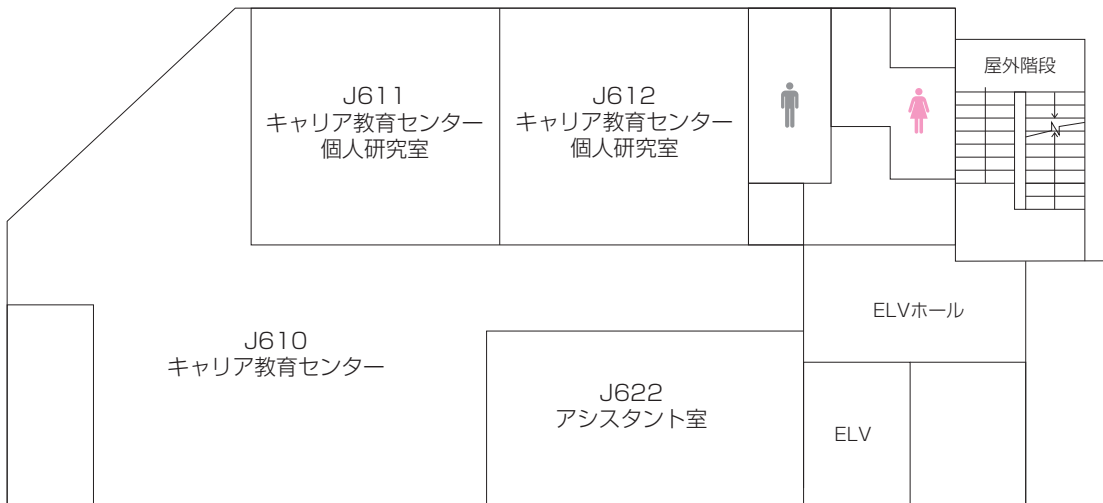 J611
キャリア教育センター
個人研究室
J612
キャリア教育センター
個人研究室
屋外階段
N
ELVホール
J610
キャリア教育センター
J622
アシスタント室
ELV